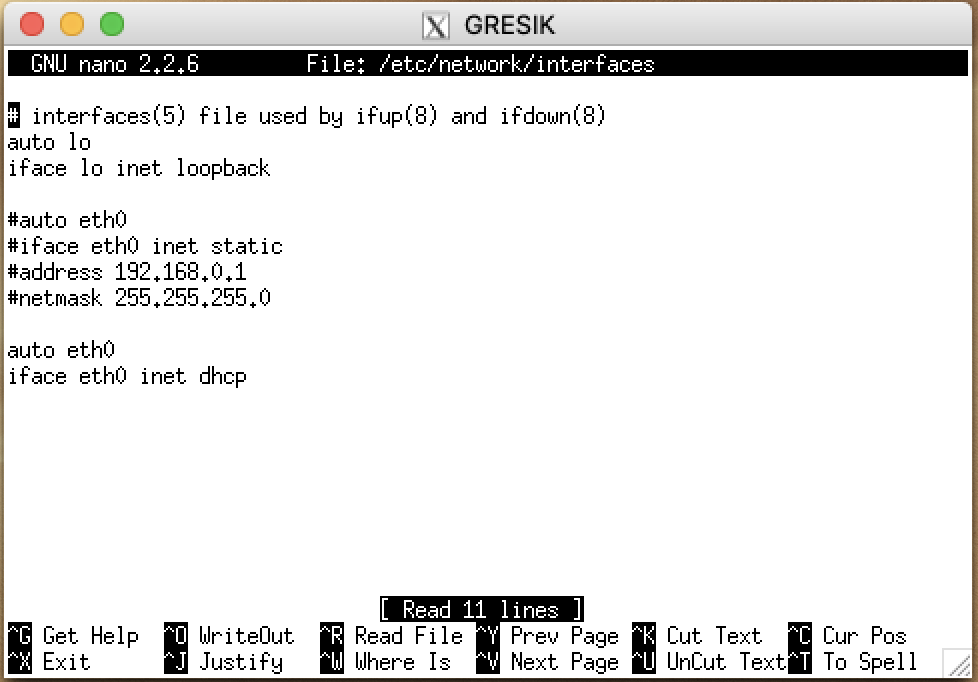 GRESIK
GNU nano 2.2.6 File: /etc/network/interfaces
# interfaces(5) file used by ifup(8) and ifdown(8)
auto lo
iface lo inet loopback
#auto eth0
#iface eth0 inet static
#address 192.168.0.1
#netmask 255.255.255.0
auto eth0
iface eth0 inet dhcp
[ Read 11 lines ]
^G Get Help ^O WriteOut ^R Read File ^Y Prev Page ^K Cut Text ^C Cur Pos
^X Exit ^J Justify ^W Where Is ^V Next Page ^U UnCut Text ^T To Spell